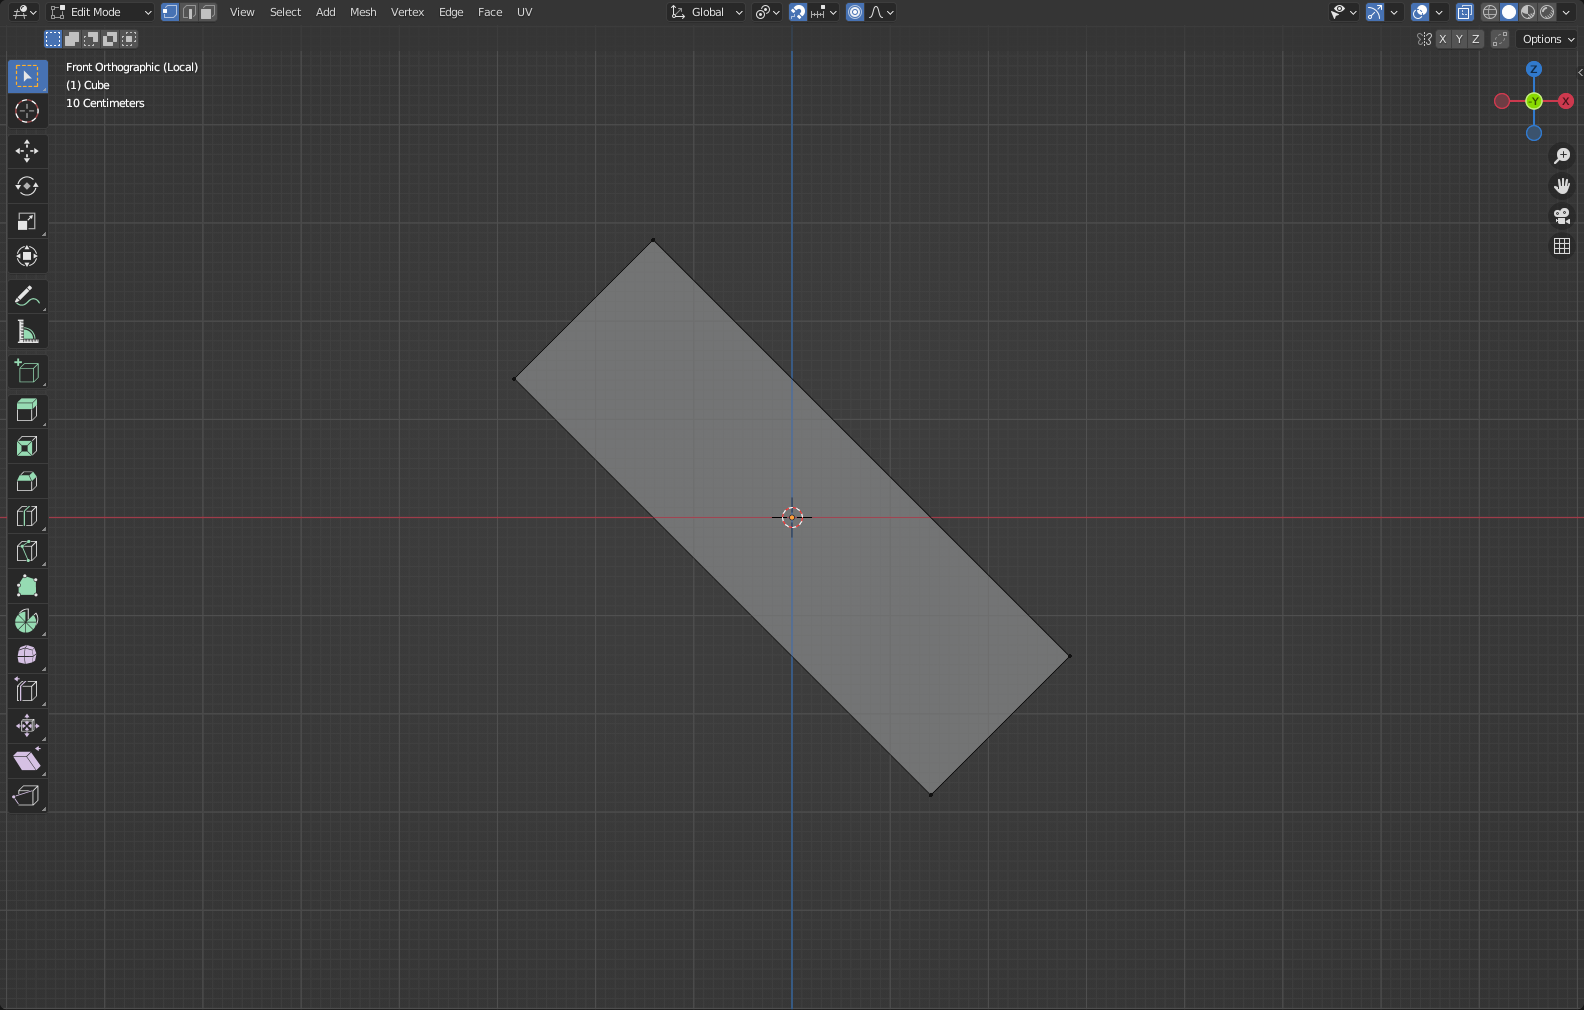 Edit Mode View Select Add Mesh Vertex Edge Face UV Global
X Y Z Options
Front Orthographic (Local)
(1) Cube
10 Centimeters
Z
-Y X